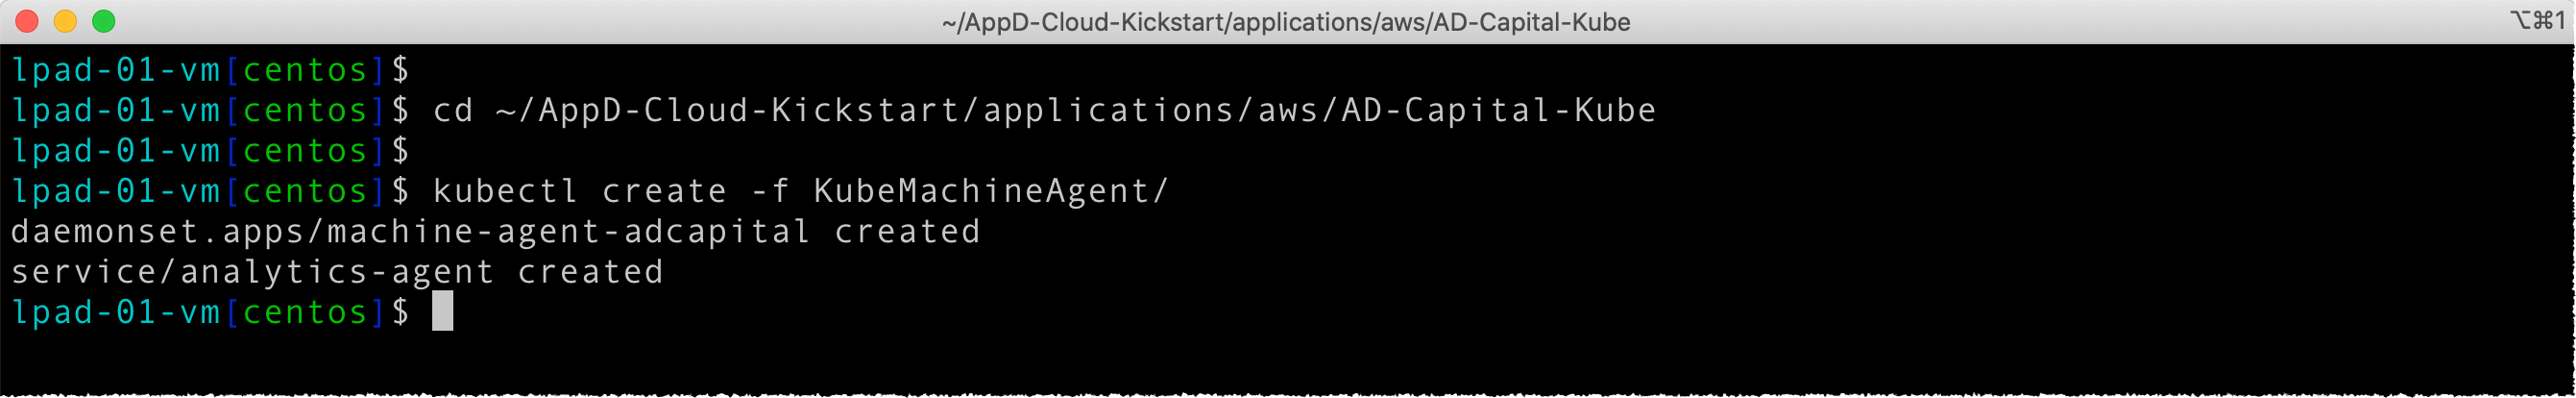 ~/AppD-Cloud-Kickstart/applications/aws/AD-Capital-Kube
⌥⌘1
lpad-01-vm[centos]$
lpad-01-vm[centos]$ cd ~/AppD-Cloud-Kickstart/applications/aws/AD-Capital-Kube
lpad-01-vm[centos]$
lpad-01-vm[centos]$ kubectl create -f KubeMachineAgent/
daemonset.apps/machine-agent-adcapital created
service/analytics-agent created
lpad-01-vm[centos]$